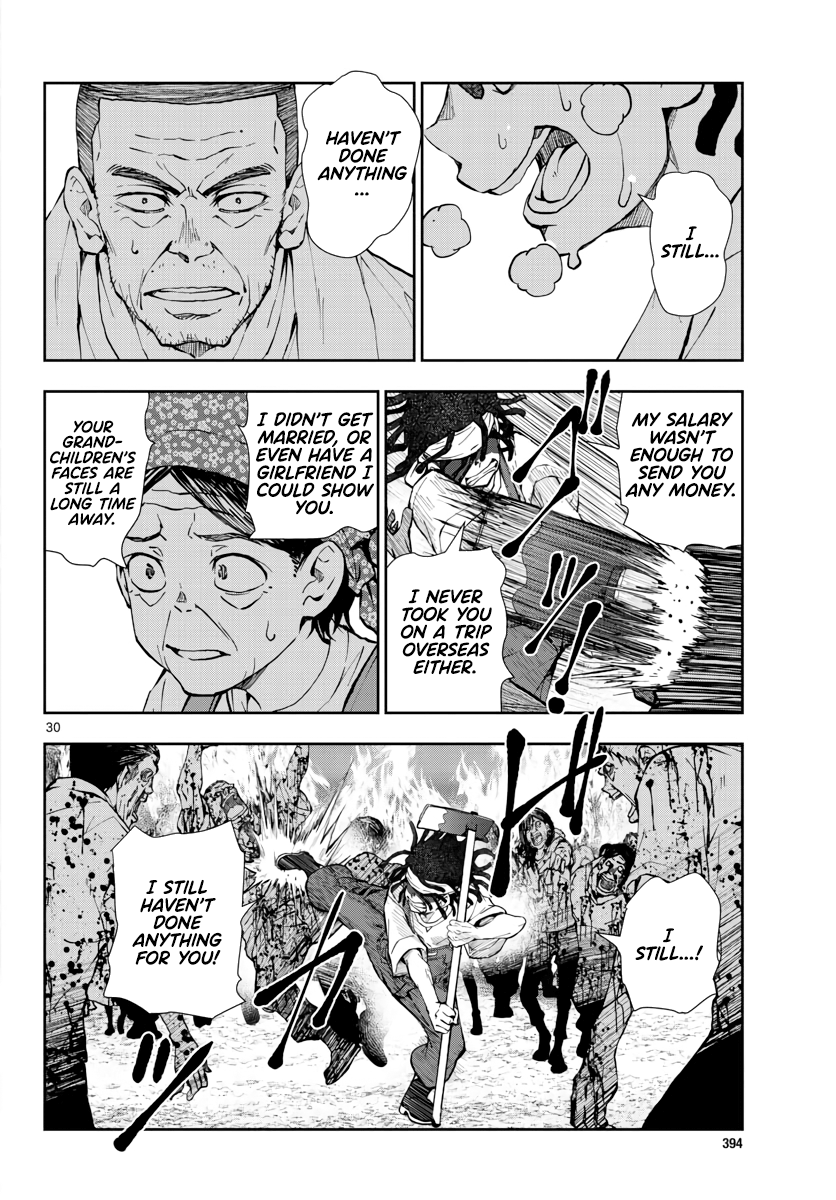 I
STILL...
HAVEN'T
DONE
ANYTHING
...
MY SALARY
WASN'T
ENOUGH TO
SEND YOU
ANY MONEY.
I NEVER
TOOK YOU
ON A TRIP
OVERSEAS
EITHER.
I DIDN'T GET
MARRIED, OR
EVEN HAVE A
GIRLFRIEND I
COULD SHOW
YOU.
YOUR
GRAND-
CHILDREN'S
FACES ARE
STILL A
LONG TIME
AWAY.
30
I
STILL...!
I STILL
HAVEN'T
DONE
ANYTHING
FOR YOU!
394